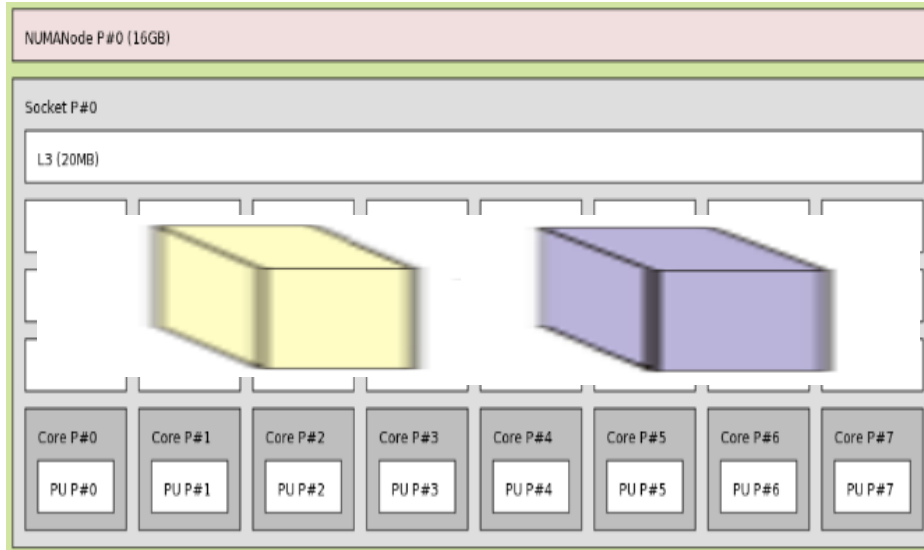 NUMANode P#0 (16GB)
Socket P#0
L3 (20MB)
Core P#0 Core P#1 Core P#2 Core P#3 Core P#4 Core P#5 Core P#6 Core P#7
PU P#0 PU P#1 PU P#2 PU P#3 PU P#4 PU P#5 PU P#6 PU P#7